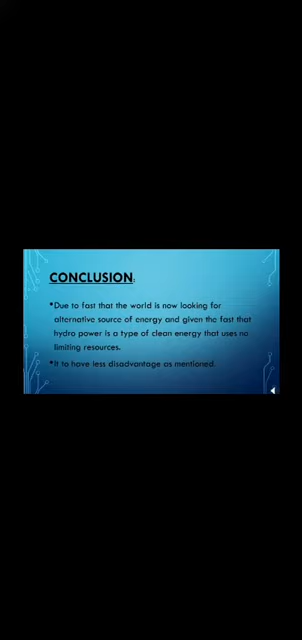 CONCLUSION:
•Due to fast that the world is now looking for
alternative source of energy and given the fast that
hydro power is a type of clean energy that uses no
limiting resources.
•It to have less disadvantage as mentioned.